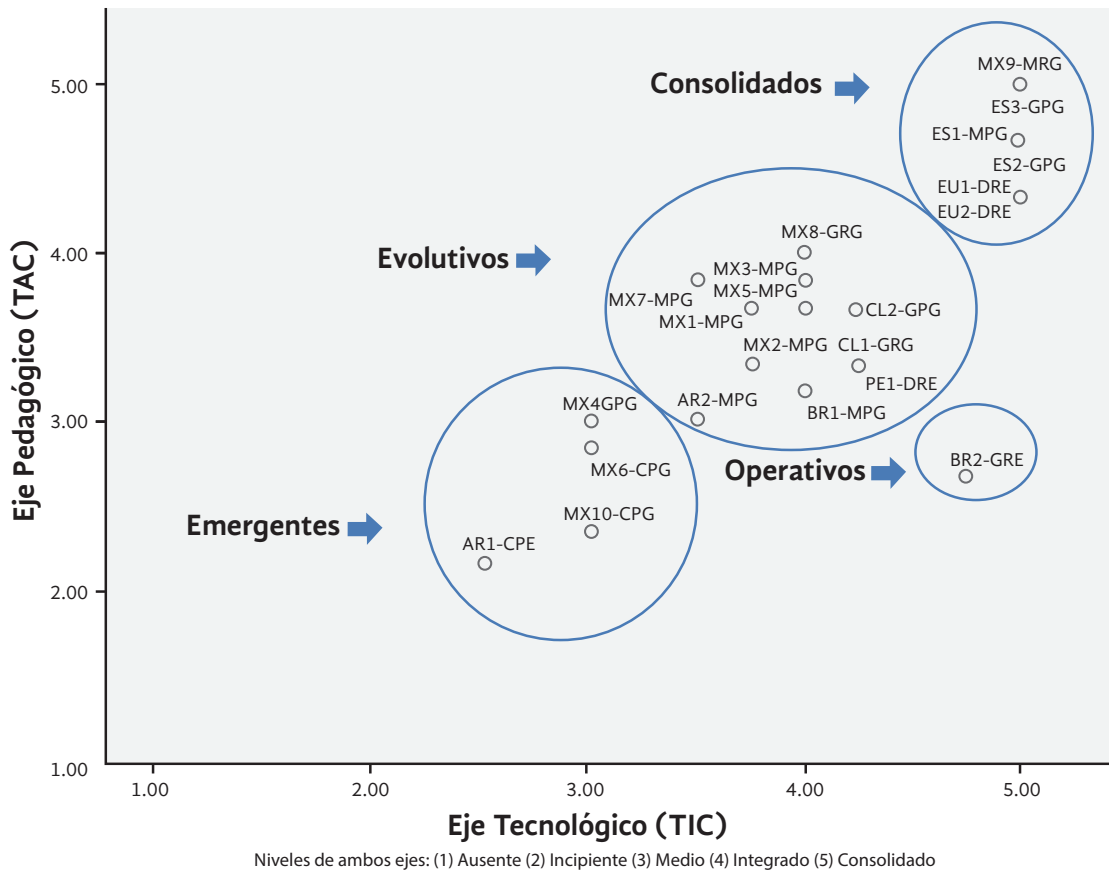 MX9-MRG
5.00
Consolidados
ES3-GPG
ES1-MPG
ES2-GPG
EU1-DRE
EU2-DRE
4.00
Evolutivos
MX8-GRG
MX3-MPG
MX7-MPG
MX5-MPG
MX1-MPG
CL2-GPG
MX2-MPG
CL1-GRG
PE1-DRE
AR2-MPG
BR1-MPG
3.00
MX4GPG
MX6-CPG
Operativos
BR2-GRE
Emergentes
MX10-CPG
AR1-CPE
2.00
1.00
Eje Pedagógico (TAC)
1.00 2.00 3.00 4.00 5.00
Eje Tecnológico (TIC)
Niveles de ambos ejes: (1) Ausente (2) Incipiente (3) Medio (4) Integrado (5) Consolidado